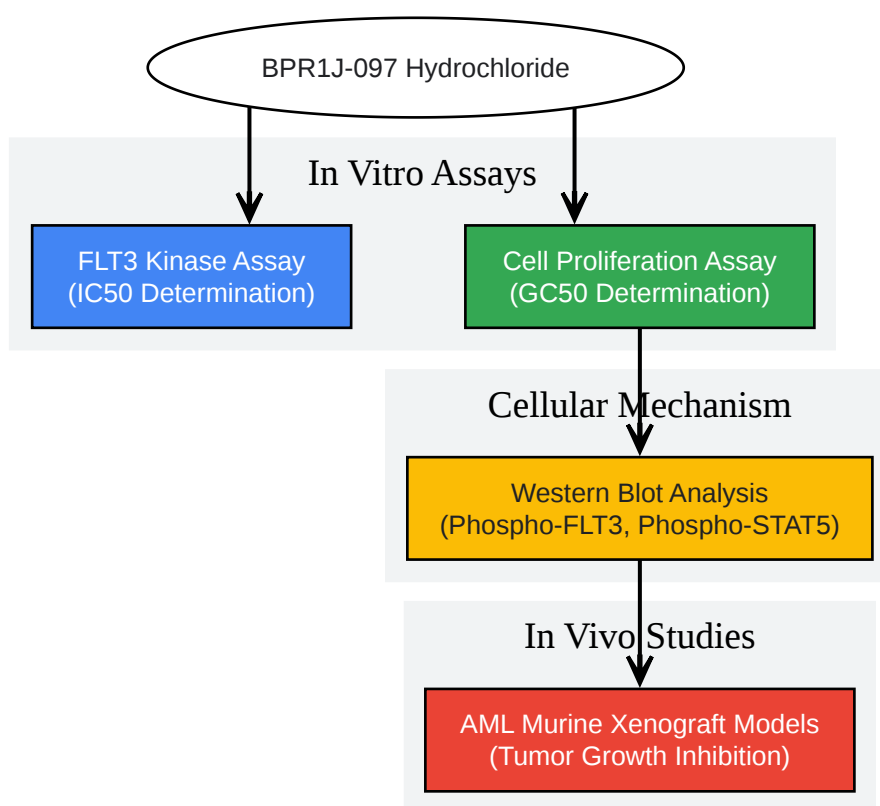 BPR1J-097 Hydrochloride
In Vitro Assays
FLT3 Kinase Assay
(IC50 Determination)
Cell Proliferation Assay
(GC50 Determination)
Cellular Mechanism
Western Blot Analysis
(Phospho-FLT3, Phospho-STAT5)
In Vivo Studies
AML Murine Xenograft Models
(Tumor Growth Inhibition)